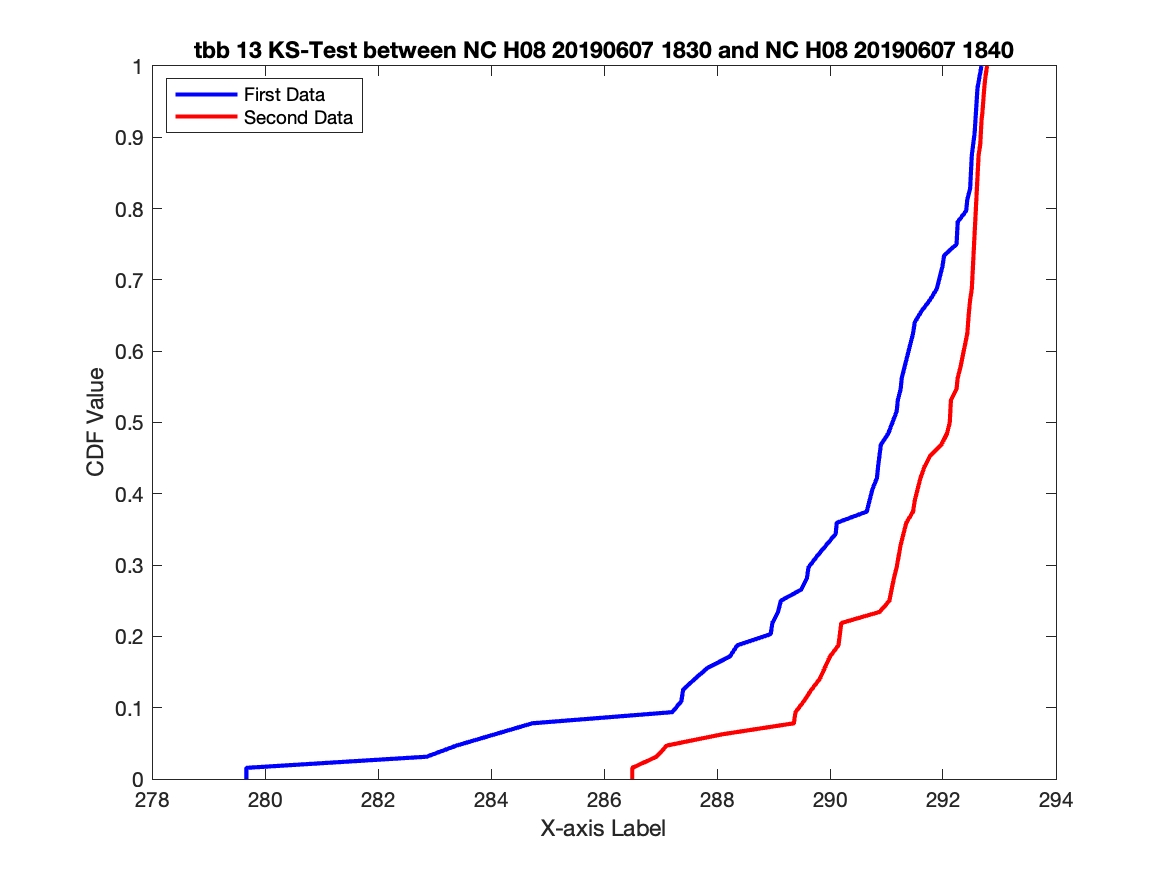 tbb 13 KS-Test between NC H08 20190607 1830 and NC H08 20190607 1840
First Data
Second Data
1
0.9
0.8
0.7
0.6
0.5
0.4
0.3
0.2
0.1
0
CDF Value
278 280 282 284 286 288 290 292 294
X-axis Label